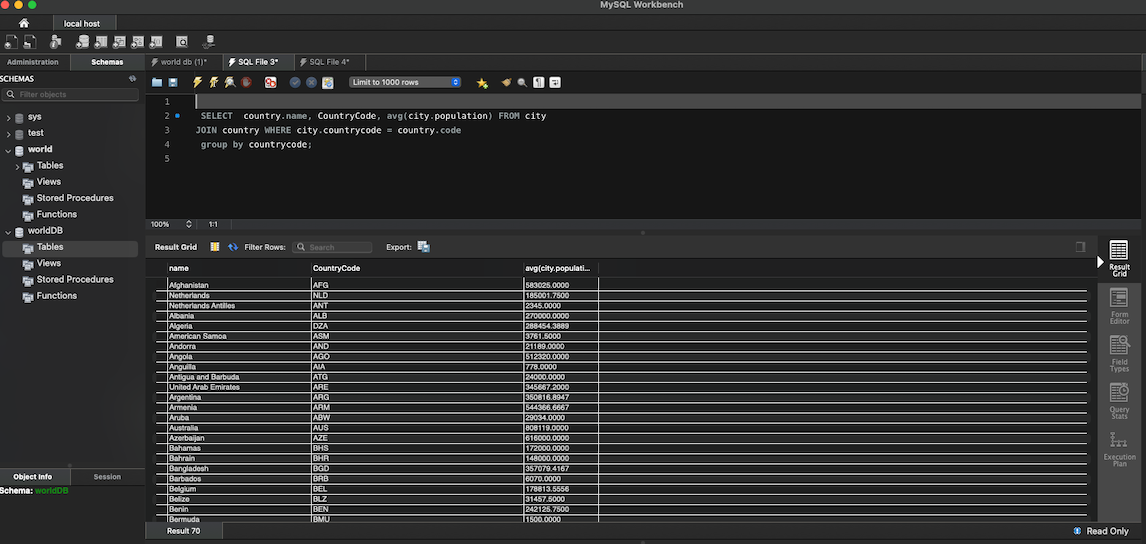 MySQL Workbench
local host
Administration
Schemas
world db (1)*
SQL File 3*
SQL File 4*
SCHEMAS
Limit to 1000 rows
Filter objects
sys
test
world
Tables
Views
Stored Procedures
Functions
worldDB
Tables
Views
Stored Procedures
Functions
1
2 SELECT country.name, CountryCode, avg(city.population) FROM city
3 JOIN country WHERE city.countrycode = country.code
4 group by countrycode;
5
100% 1:1
Result Grid Filter Rows: Search Export:
name CountryCode avg(city.populati...
Afghanistan AFG 583025.0000
Netherlands NLD 185001.7500
Netherlands Antilles ANT 2345.0000
Albania ALB 270000.0000
Algeria DZA 288454.3889
American Samoa ASM 3761.5000
Andorra AND 21189.0000
Angola AGO 512320.0000
Anguilla AIA 778.0000
Antigua and Barbuda ATG 24000.0000
United Arab Emirates ARE 345667.2000
Argentina ARG 350816.8947
Armenia ARM 544366.6667
Aruba ABW 29034.0000
Australia AUS 808119.0000
Azerbaijan AZE 616000.0000
Bahamas BHS 172000.0000
Bahrain BHR 148000.0000
Bangladesh BGD 357079.4167
Barbados BRB 6070.0000
Belgium BEL 178813.5556
Belize BLZ 31457.5000
Benin BEN 242125.7500
Bermuda BMU 1500.0000
Result
Grid
Form
Editor
Field
Types
Query
Stats
Execution
Plan
Object Info
Session
Schema: worldDB
Result 70
Read Only